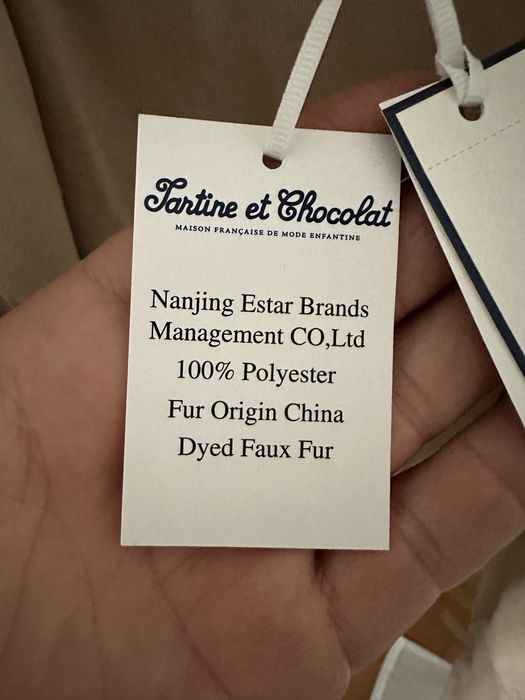 Tartine et Chocolat
MAISON FRANÇAISE DE MODE ENFANTINE
Nanjing Estar Brands
Management CO,Ltd
100% Polyester
Fur Origin China
Dyed Faux Fur